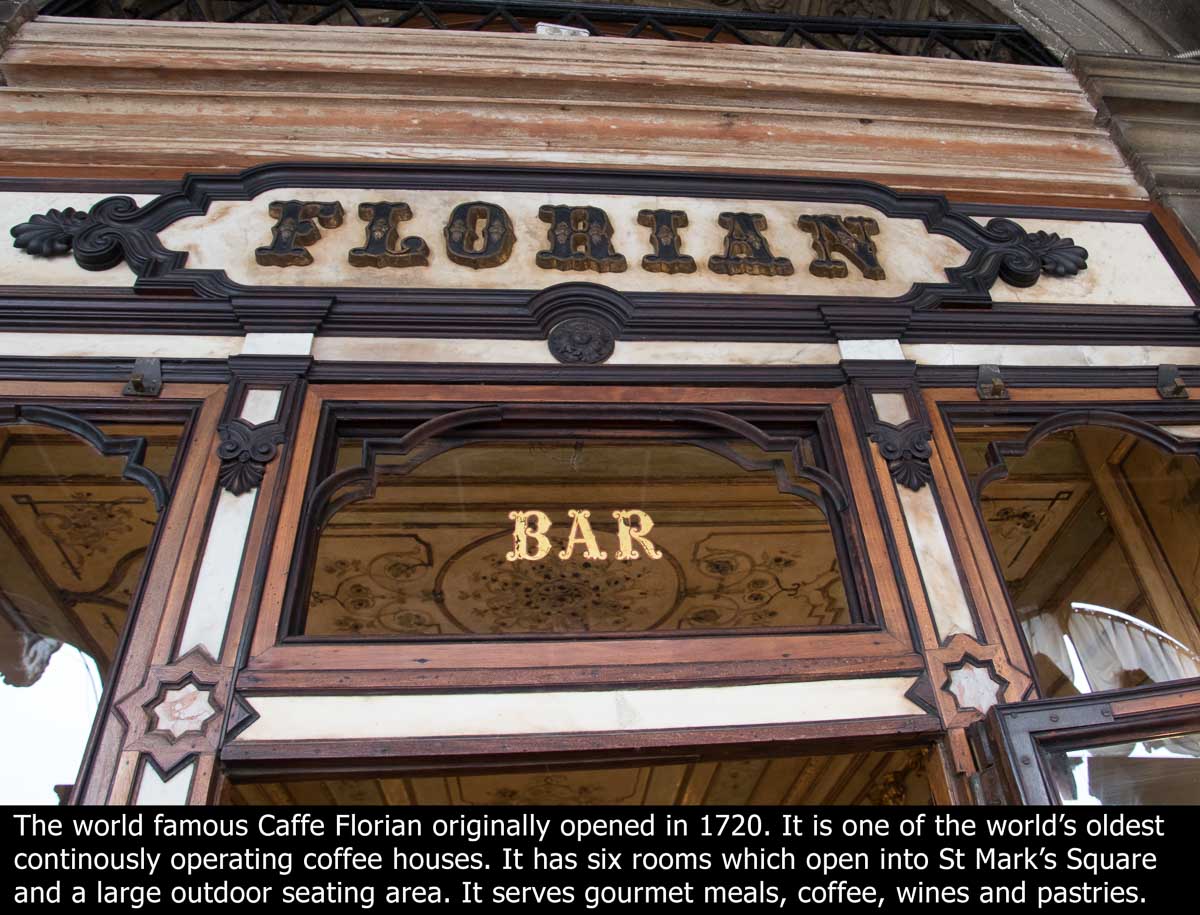 FLORIAN
BAR
The world famous Caffe Florian originally opened in 1720. It is one of the world’s oldest
continously operating coffee houses. It has six rooms which open into St Mark’s Square
and a large outdoor seating area. It serves gourmet meals, coffee, wines and pastries.